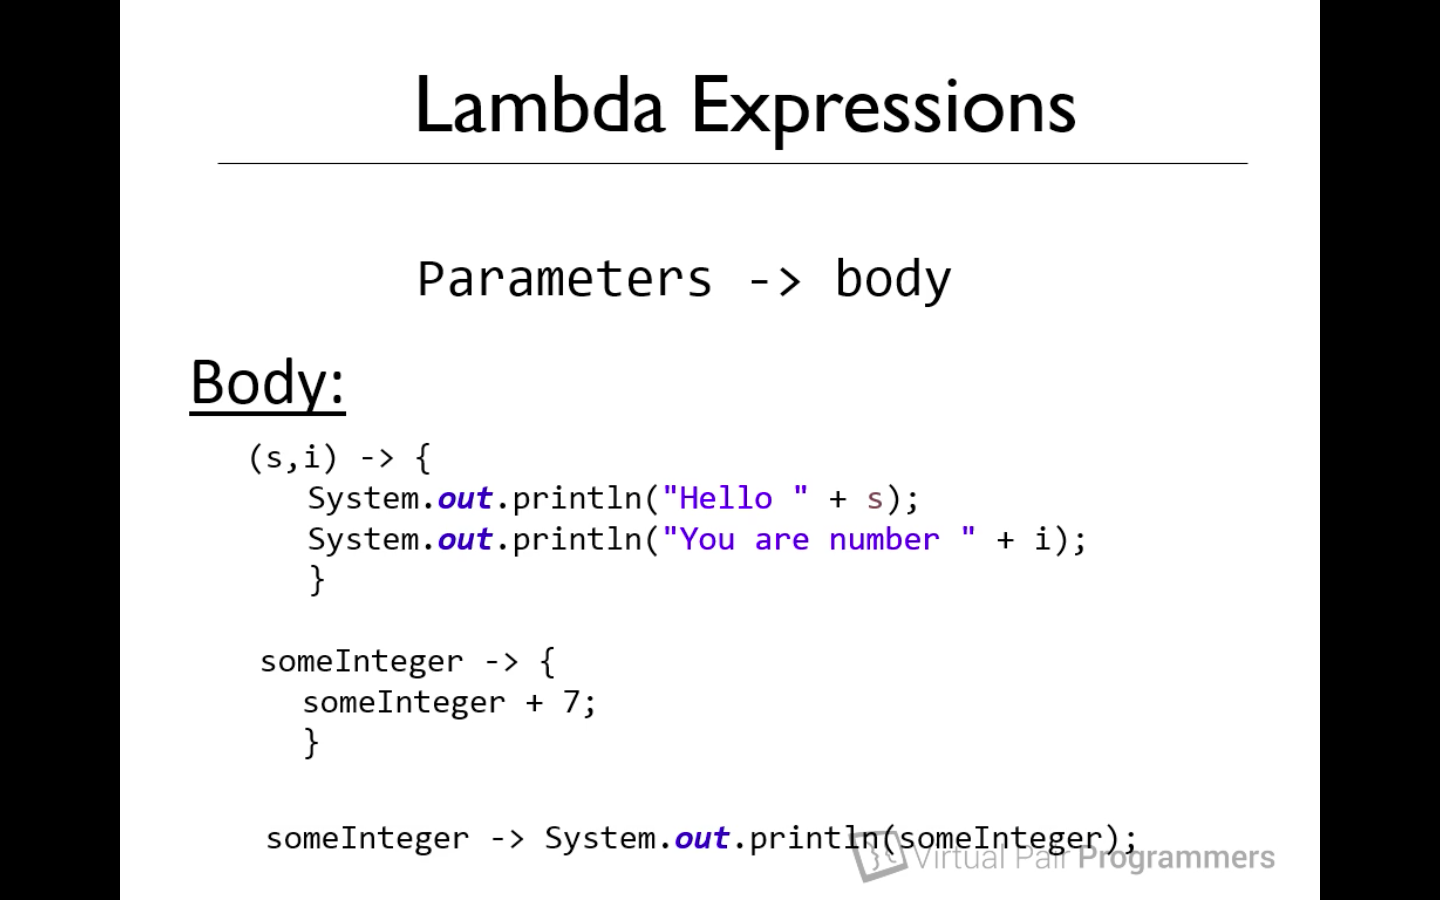 Lambda Expressions
Parameters -> body
Body:
(s,i) -> {
System.out.println("Hello " + s);
System.out.println("You are number " + i);
}
someInteger -> {
someInteger + 7;
}
someInteger -> System.out.println(someInteger);
Virtual Pair Programmers